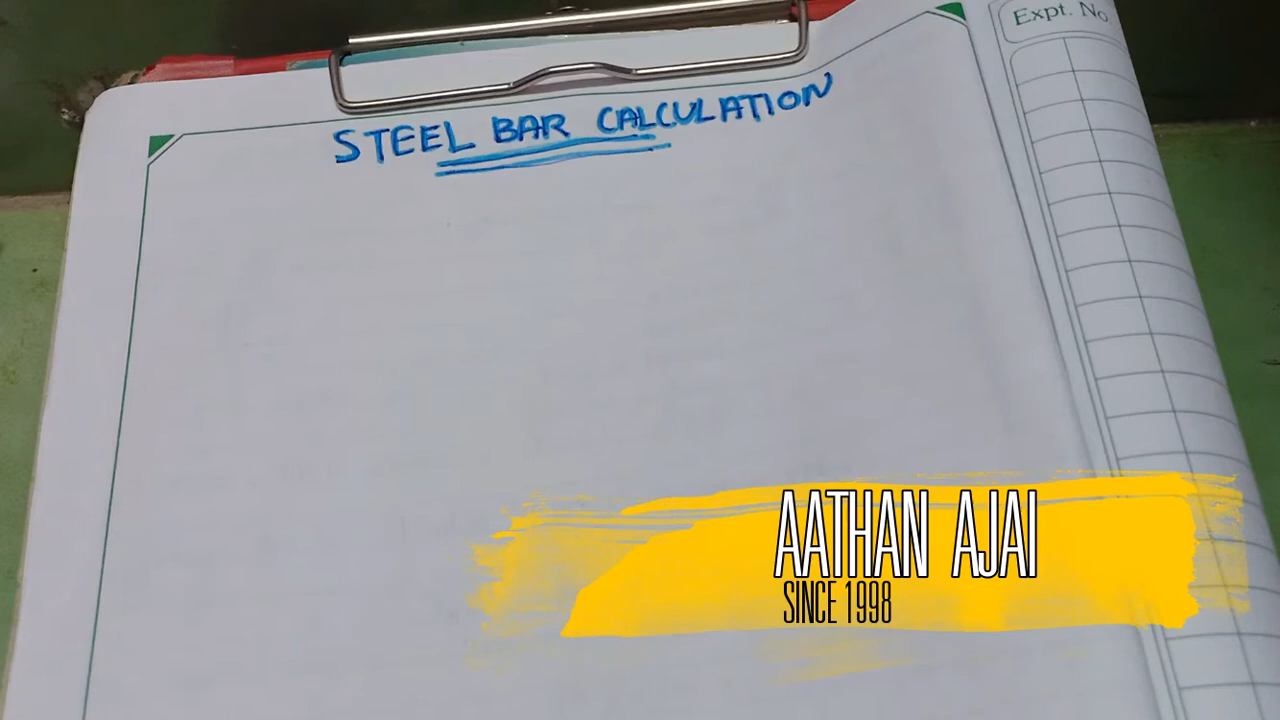 Expt. No
STEEL BAR CALCULATION
AATHAN AJAI
SINCE 1998